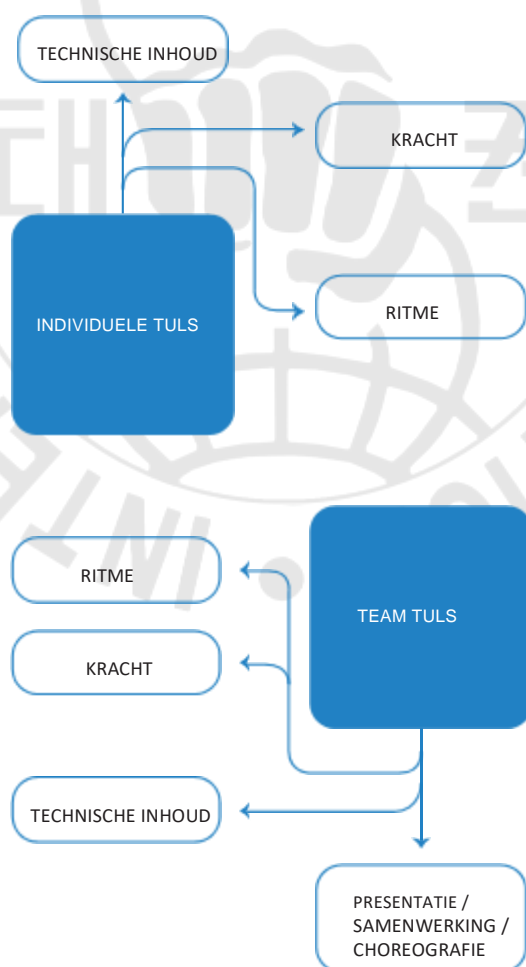 TECHNISCHE INHOUD
KRACHT
RITME
INDIVIDUELE TULS
RITME
TEAM TULS
KRACHT
TECHNISCHE INHOUD
PRESENTATIE /
SAMENWERKING /
CHOREOGRAFIE